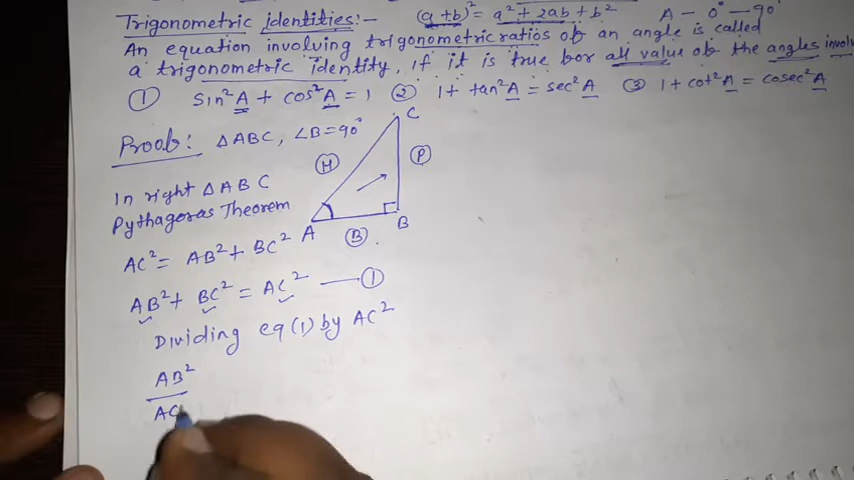 Trigonometric identities:- (a+b)² = a² + 2ab + b² A - 0° - 90°
An equation involving trigonometric ratios of an angle is called
a trigonometric identity, if it is true for all value of the angles involv
① sin²A + cos²A = 1 ② 1 + tan²A = sec²A ③ 1 + cot²A = cosec²A
Proof: △ABC, ∠B=90°
C
H
P
In right △ABC
Pythagoras Theorem
A
B
B
AC² = AB² + BC²
AB² + BC² = AC² — ①
Dividing eq(1) by AC²
AB²
AC